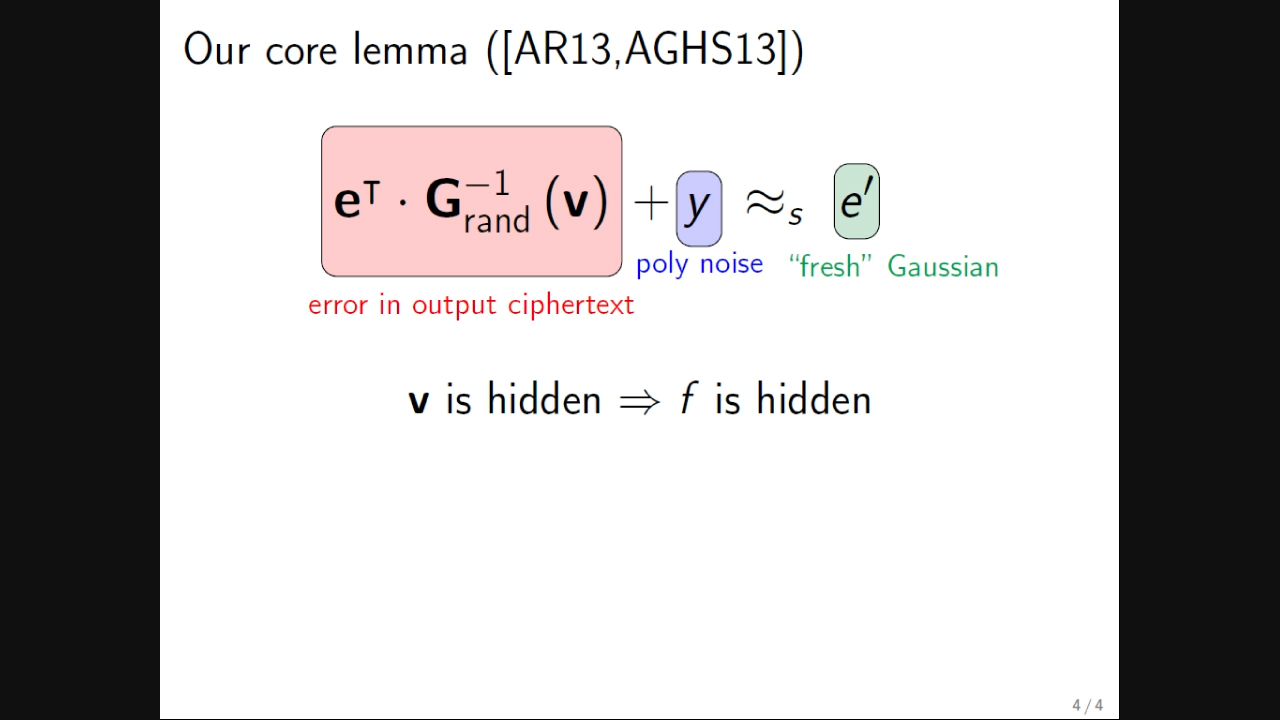 Our core lemma ([AR13,AGHS13])
𝐞ᵀ · 𝐆⁻¹_rand (𝐯) + y ≈ₛ e′
poly noise “fresh” Gaussian
error in output ciphertext
𝐯 is hidden ⇒ f is hidden
4 / 4